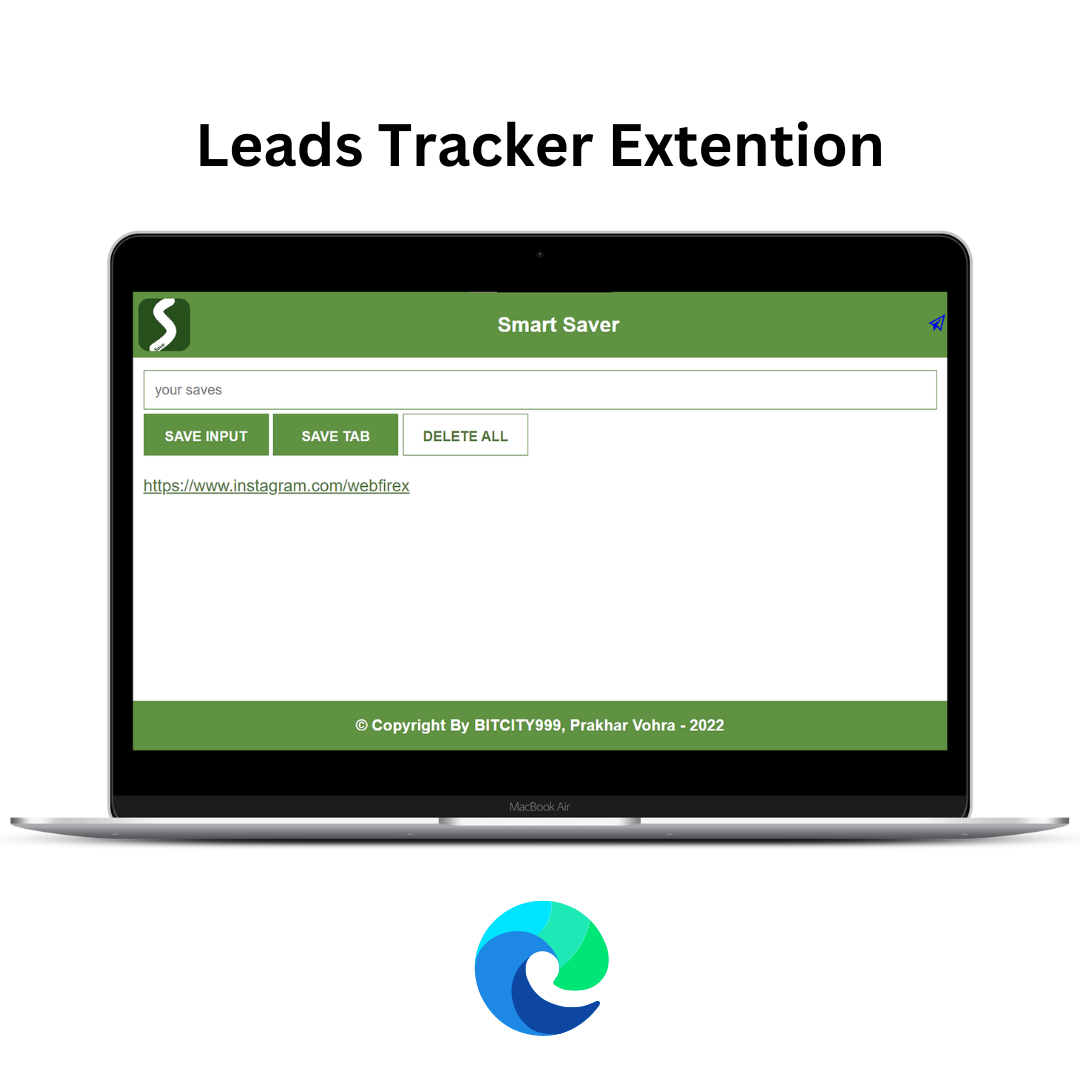 Leads Tracker Extention
Save
Smart Saver
your saves
SAVE INPUT SAVE TAB DELETE ALL
https://www.instagram.com/webfirex
© Copyright By BITCITY999, Prakhar Vohra - 2022
MacBook Air